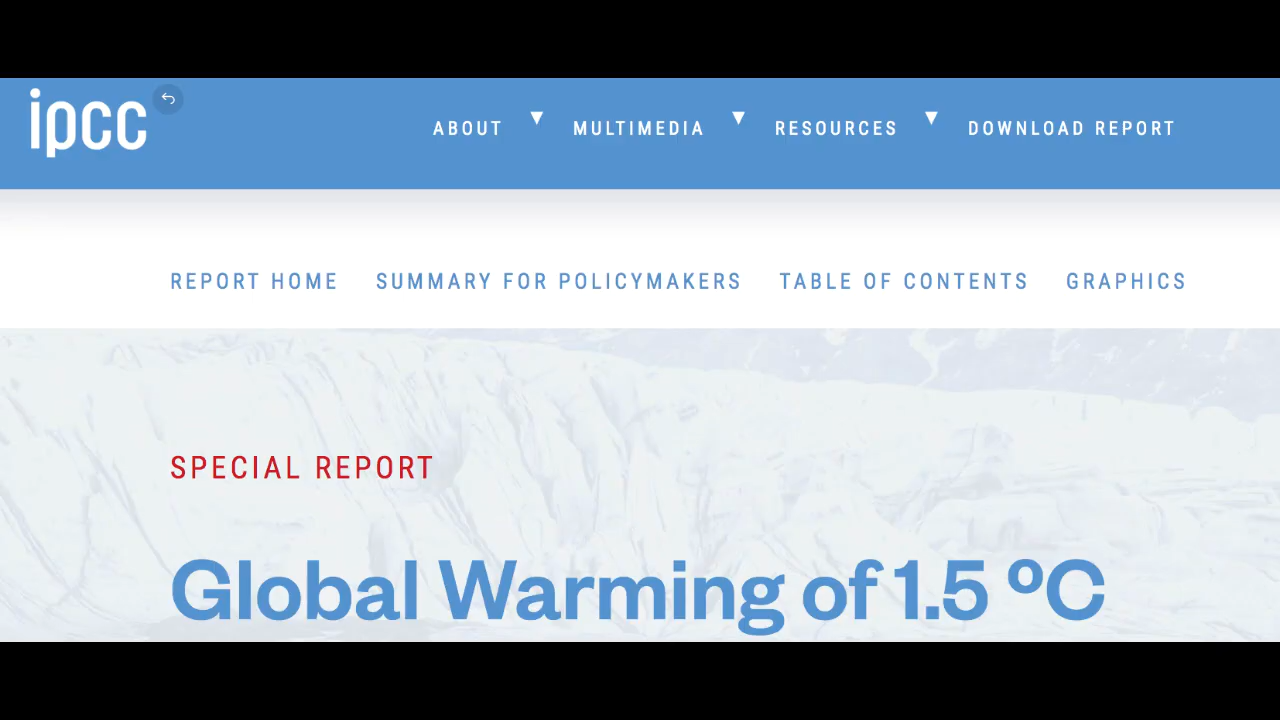 ipcc
ABOUT ▼ MULTIMEDIA ▼ RESOURCES ▼ DOWNLOAD REPORT
REPORT HOME SUMMARY FOR POLICYMAKERS TABLE OF CONTENTS GRAPHICS
SPECIAL REPORT
Global Warming of 1.5 ºC